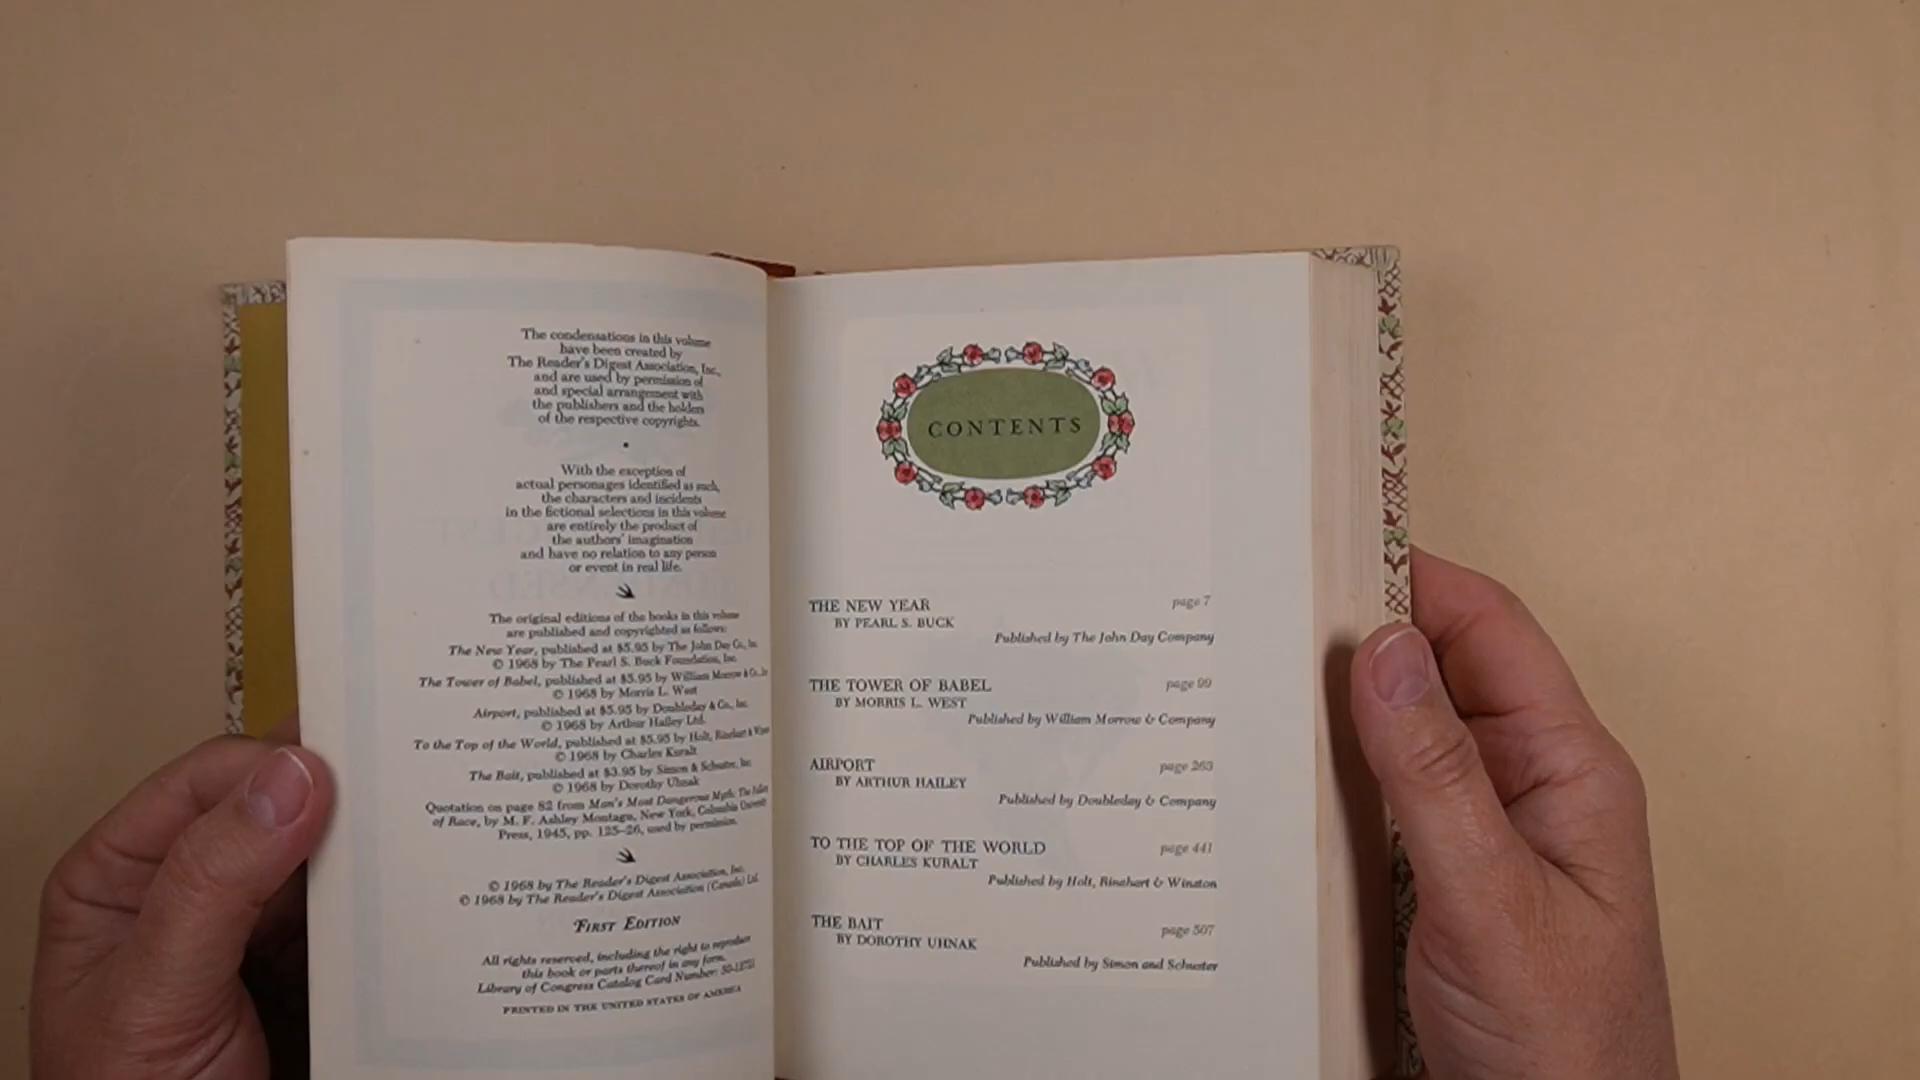 The condensations in this volume
have been created by
The Reader's Digest Association, Inc.,
and are used by permission of
and special arrangement with
the publishers and the holders
of the respective copyrights.
•
With the exception of
actual personages identified as such,
the characters and incidents
in the fictional selections in this volume
are entirely the product of
the authors' imagination
and have no relation to any person
or event in real life.
The original editions of the books in this volume
are published and copyrighted as follows:
The New Year, published at $5.95 by The John Day Co., Inc.
© 1968 by The Pearl S. Buck Foundation, Inc.
The Tower of Babel, published at $5.95 by William Morrow & Co., Inc
© 1968 by Morris L. West
Airport, published at $5.95 by Doubleday & Co., Inc.
© 1968 by Arthur Hailey Ltd.
To the Top of the World, published at $5.95 by Holt, Rinehart & Winston
© 1968 by Charles Kuralt
The Bait, published at $3.95 by Simon & Schuster, Inc
© 1968 by Dorothy Uhnak
Quotation on page 82 from Man's Most Dangerous Myth: The Fallacy
of Race, by M. F. Ashley Montagu, New York, Columbia University
Press, 1945, pp. 125–26, used by permission.
© 1968 by The Reader's Digest Association, Inc.
© 1968 by The Reader's Digest Association (Canada) Ltd.
FIRST EDITION
All rights reserved, including the right to reproduce
this book or parts thereof in any form.
Library of Congress Catalog Card Number:
PRINTED IN THE UNITED STATES OF AMERICA
CONTENTS
THE NEW YEAR page 7
BY PEARL S. BUCK
Published by The John Day Company
THE TOWER OF BABEL page 99
BY MORRIS L. WEST
Published by William Morrow & Company
AIRPORT page 263
BY ARTHUR HAILEY
Published by Doubleday & Company
TO THE TOP OF THE WORLD page 441
BY CHARLES KURALT
Published by Holt, Rinehart & Winston
THE BAIT page 507
BY DOROTHY UHNAK
Published by Simon and Schuster